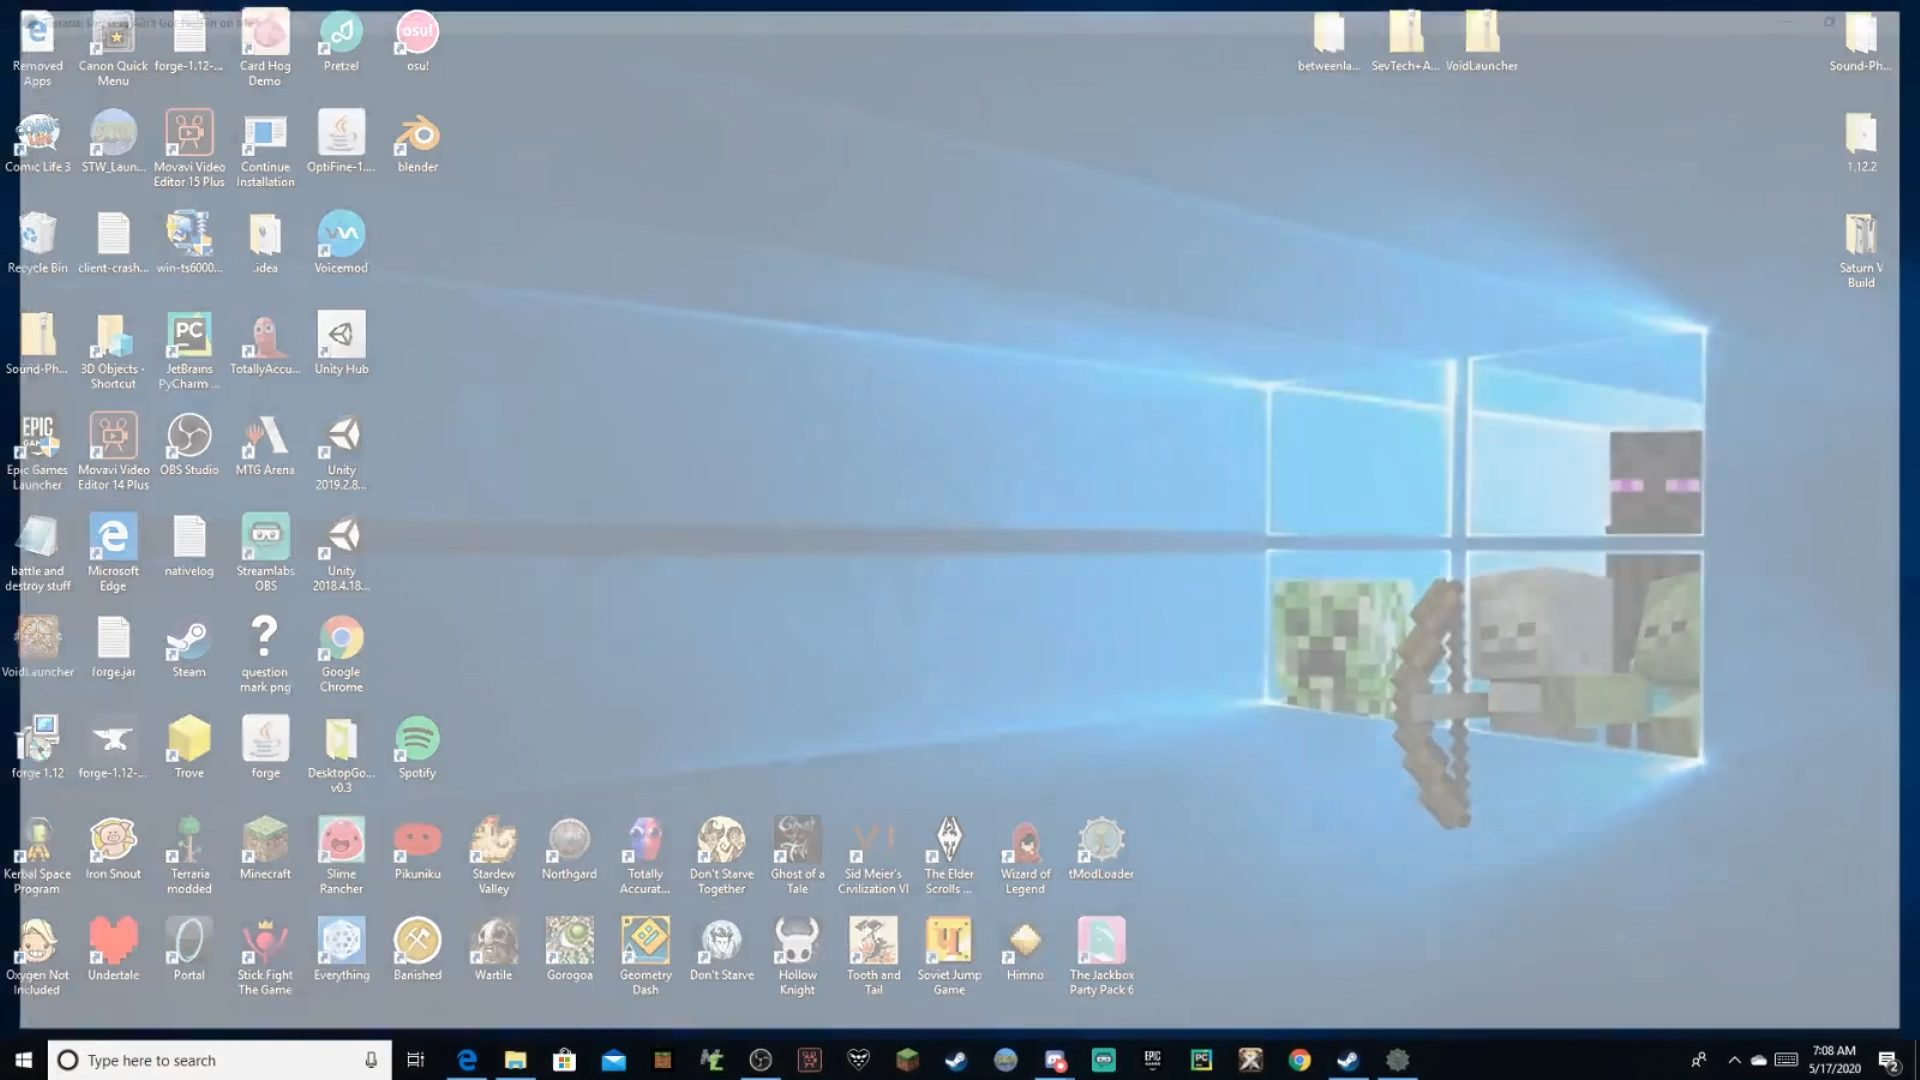 Removed Apps
Canon Quick Menu
forge-1.12-...
Card Hog Demo
Pretzel
osu!
osu!
betweenla...
SevTech+A...
VoidLauncher
Sound-Ph...
Comic Life 3
STW_Laun...
Movavi Video Editor 15 Plus
Continue Installation
OptiFine-1....
blender
1.12.2
Recycle Bin
client-crash...
win-ts6000...
.idea
Voicemod
Saturn V Build
Sound-Ph...
3D Objects - Shortcut
PC
JetBrains PyCharm ...
TotallyAccu...
Unity Hub
EPIC
Epic Games Launcher
Movavi Video Editor 14 Plus
OBS Studio
MTG Arena
Unity 2019.2.8...
battle and destroy stuff
Microsoft Edge
nativelog
Streamlabs OBS
Unity 2018.4.18...
VoidLauncher
forge.jar
Steam
?
question mark png
Google Chrome
forge 1.12
forge-1.12-...
Trove
forge
DesktopGo... v0.3
Spotify
Kerbal Space Program
Iron Snout
Terraria modded
Minecraft
Slime Rancher
Pikuniku
Stardew Valley
Northgard
Totally Accurat...
Don't Starve Together
Ghost of a Tale
VI
Sid Meier's Civilization VI
The Elder Scrolls ...
Wizard of Legend
tModLoader
Oxygen Not Included
Undertale
Portal
Stick Fight The Game
Everything
Banished
Wartile
Gorogoa
Geometry Dash
Don't Starve
Hollow Knight
Tooth and Tail
Soviet Jump Game
Himno
The Jackbox Party Pack 6
Type here to search
EPIC
PC
7:08 AM
5/17/2020
2